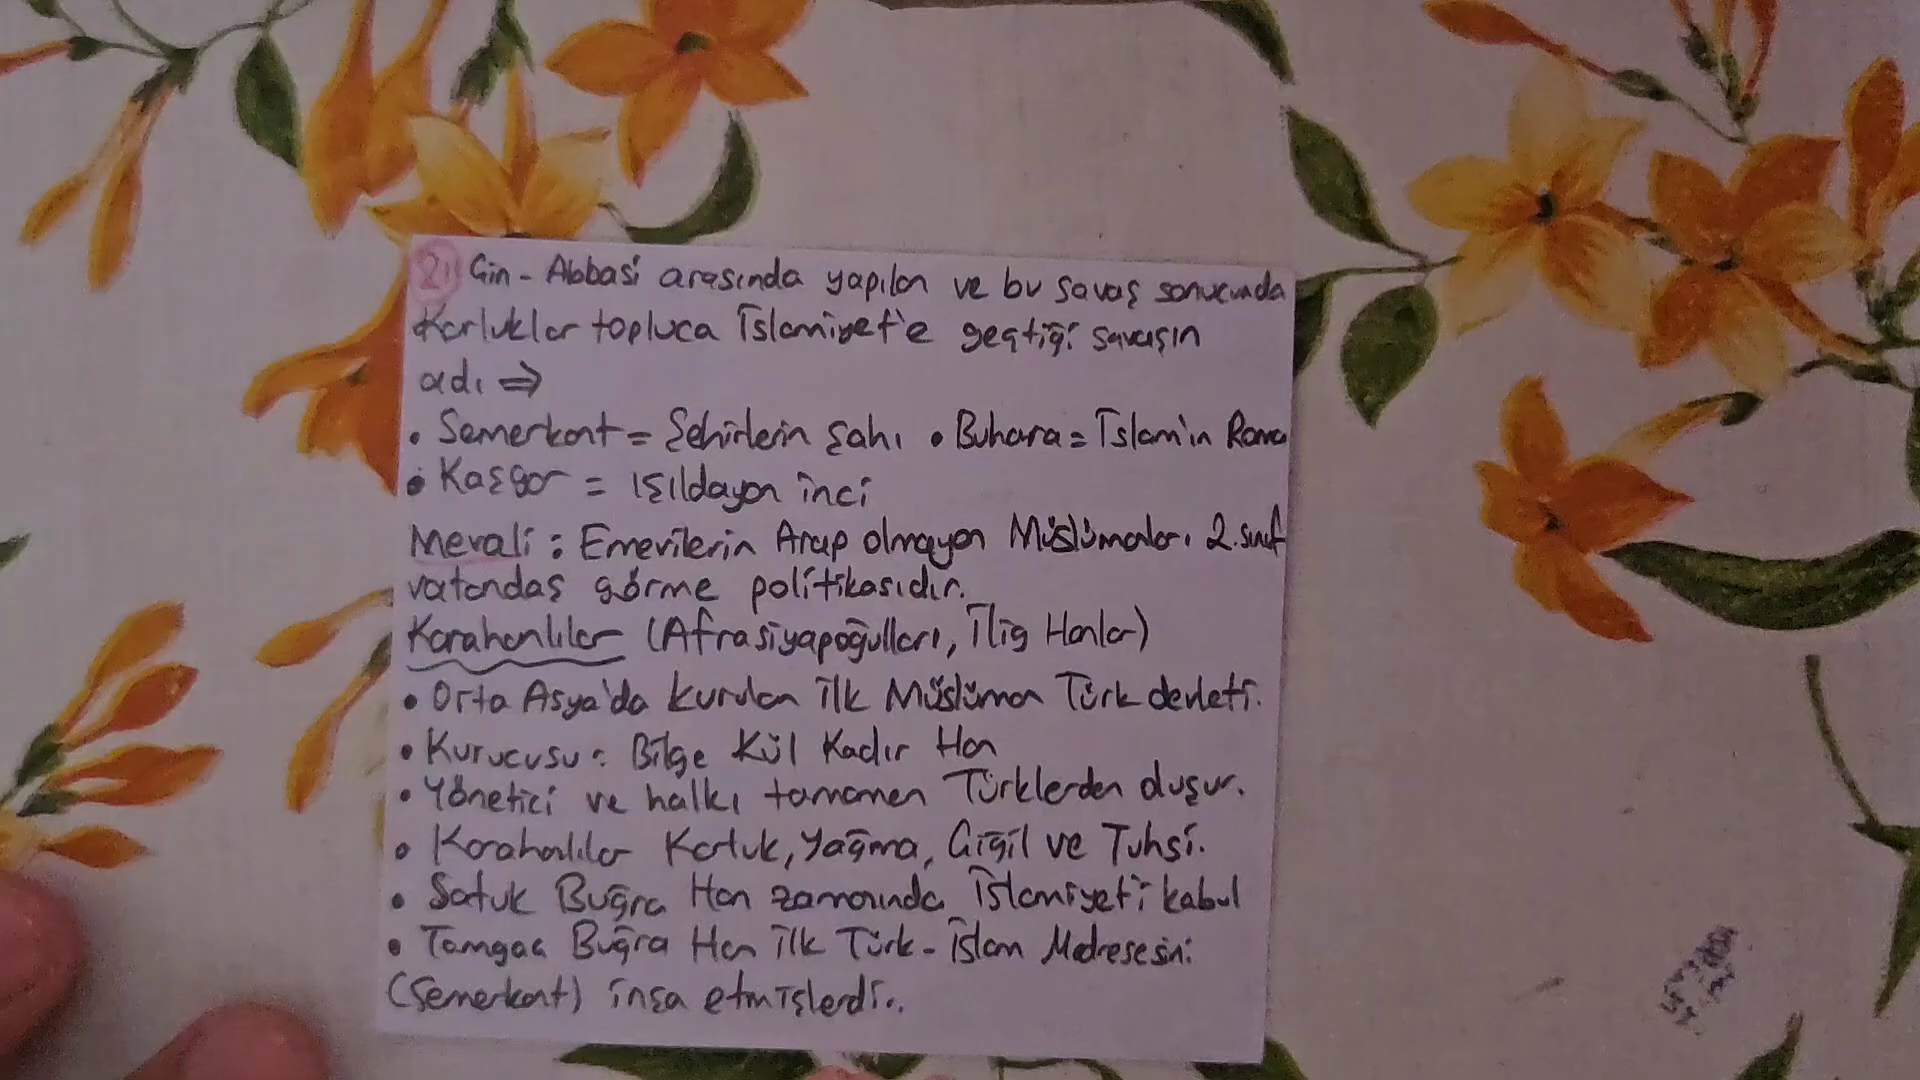 2) Çin - Abbasi arasında yapılan ve bu savaş sonucunda
Karluklar topluca İslamiyet'e geçtiği savaşın
adı ⇒
• Semerkant = Şehirlerin şahı • Buhara = İslam'ın Roma
• Kaşgar = ışıldayan inci
Mevali : Emevilerin Arap olmayan Müslümanları 2. sınıf
vatandaş görme politikasıdır.
Karahanlılar (Afrasiyapoğulları, İlig Hanlar)
• Orta Asya'da kurulan ilk Müslüman Türk devleti.
• Kurucusu : Bilge Kül Kadır Han
• Yönetici ve halkı tamamen Türklerden oluşur.
• Karahanlılar Karluk, Yağma, Çiğil ve Tuhsi.
• Satuk Buğra Han zamanında İslamiyeti kabul
• Tamgaç Buğra Han ilk Türk - İslam Medresesini
(Semerkant) inşa etmişlerdir.